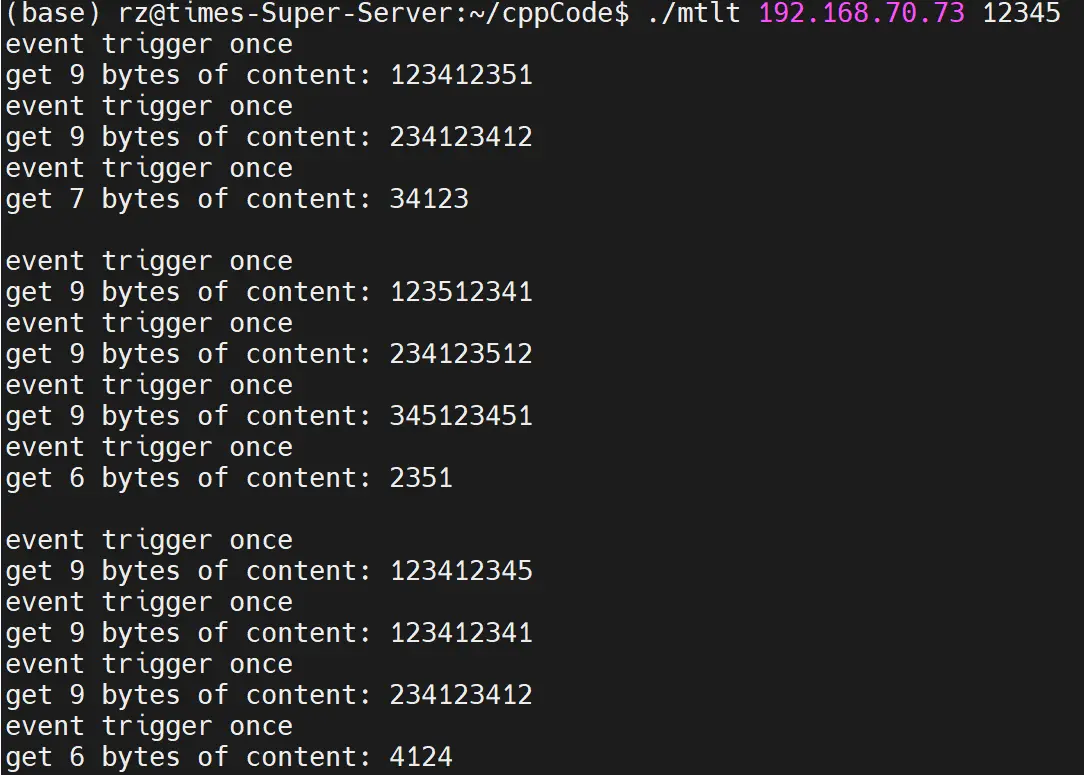 (base) rz@times-Super-Server:~/cppCode$ ./mtlt 192.168.70.73 12345
event trigger once
get 9 bytes of content: 123412351
event trigger once
get 9 bytes of content: 234123412
event trigger once
get 7 bytes of content: 34123
event trigger once
get 9 bytes of content: 123512341
event trigger once
get 9 bytes of content: 234123512
event trigger once
get 9 bytes of content: 345123451
event trigger once
get 6 bytes of content: 2351
event trigger once
get 9 bytes of content: 123412345
event trigger once
get 9 bytes of content: 123412341
event trigger once
get 9 bytes of content: 234123412
event trigger once
get 6 bytes of content: 4124